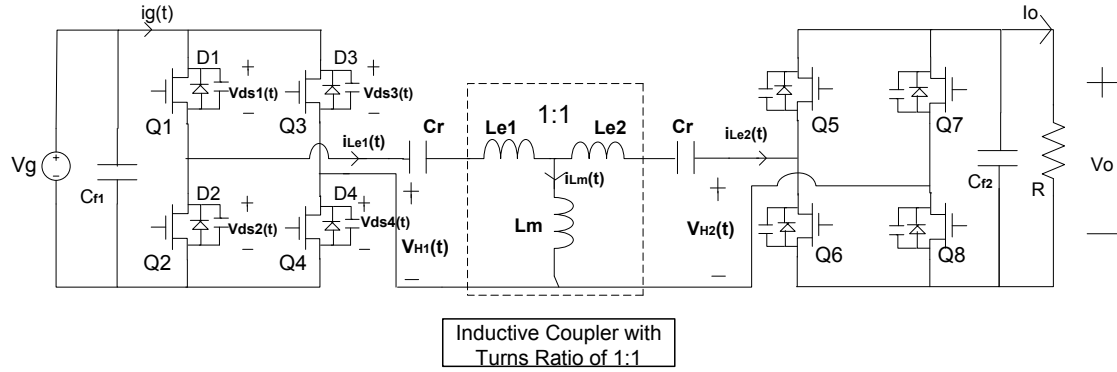 ig(t)
Io
D1
D3
Vds1(t)
Vds3(t)
Q1
Q3
1:1
Cr
Le1
Le2
Cr
iLe1(t)
iLe2(t)
iLm(t)
Q5
Q7
Vg
Cf1
Cf2
R
Vo
D2
D4
Vds2(t)
Vds4(t)
Lm
VH1(t)
VH2(t)
Q2
Q4
Q6
Q8
Inductive Coupler with
Turns Ratio of 1:1